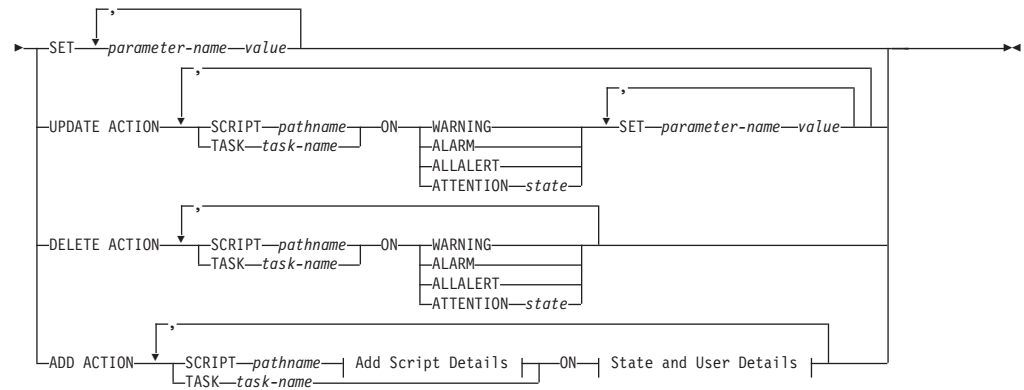 ,
SET parameter-name value
,
,
UPDATE ACTION SCRIPT pathname ON WARNING SET parameter-name value
TASK task-name ALARM
ALLALERT
ATTENTION state
,
DELETE ACTION SCRIPT pathname ON WARNING
TASK task-name ALARM
ALLALERT
ATTENTION state
,
ADD ACTION SCRIPT pathname Add Script Details ON State and User Details
TASK task-name